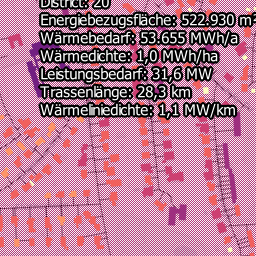 District: 20
Energiebezugsfläche: 522.930 m²
Wärmebedarf: 53.655 MWh/a
Wärmedichte: 1,0 MWh/ha
Leistungsbedarf: 31,6 MW
Trassenlänge: 28,3 km
Wärmeliniedichte: 1,1 MW/km